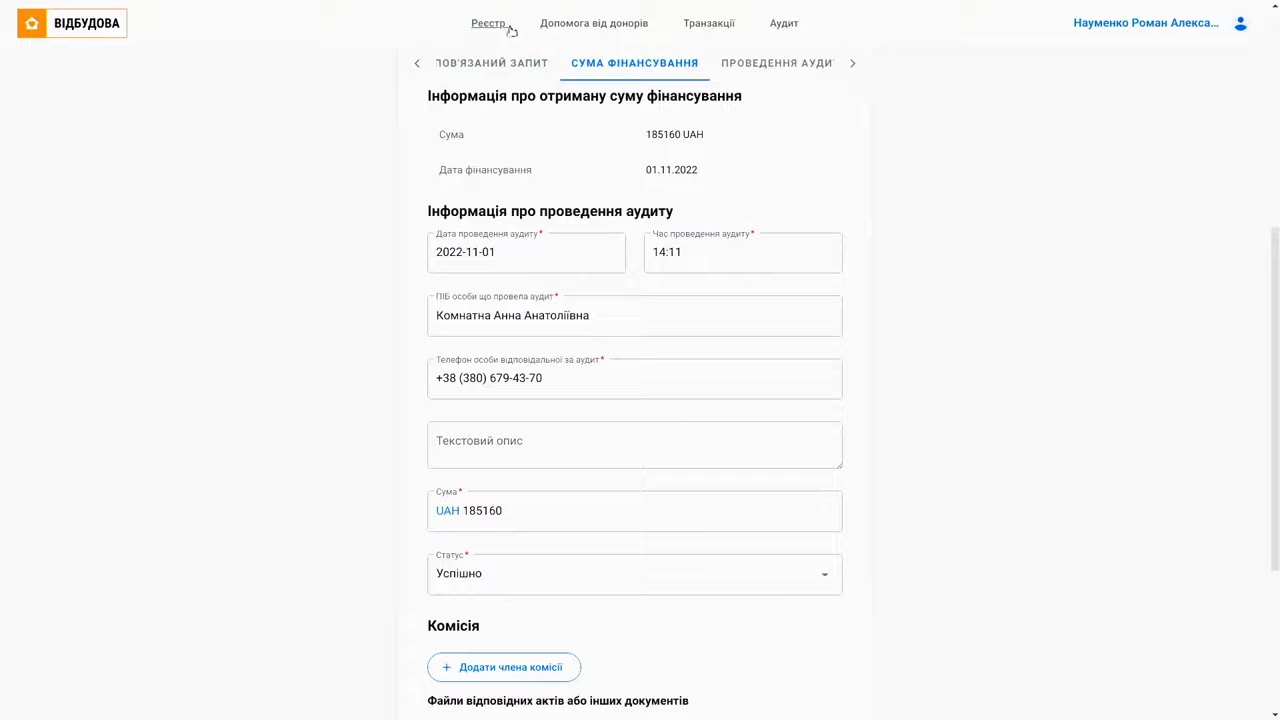 ВІДБУДОВА
Реєстр
Допомога від донорів
Транзакції
Аудит
Науменко Роман Алекса...
ПОВ'ЯЗАНИЙ ЗАПИТ
СУМА ФІНАНСУВАННЯ
ПРОВЕДЕННЯ АУДИ
Інформація про отриману суму фінансування
Сума 185160 UAH
Дата фінансування 01.11.2022
Інформація про проведення аудиту
Дата проведення аудиту* Час проведення аудиту*
2022-11-01 14:11
ПІБ особи що провела аудит*
Комнатна Анна Анатоліївна
Телефон особи відповідальної за аудит*
+38 (380) 679-43-70
Текстовий опис
Сума*
UAH 185160
Статус*
Успішно
Комісія
+ Додати члена комісії
Файли відповідних актів або інших документів